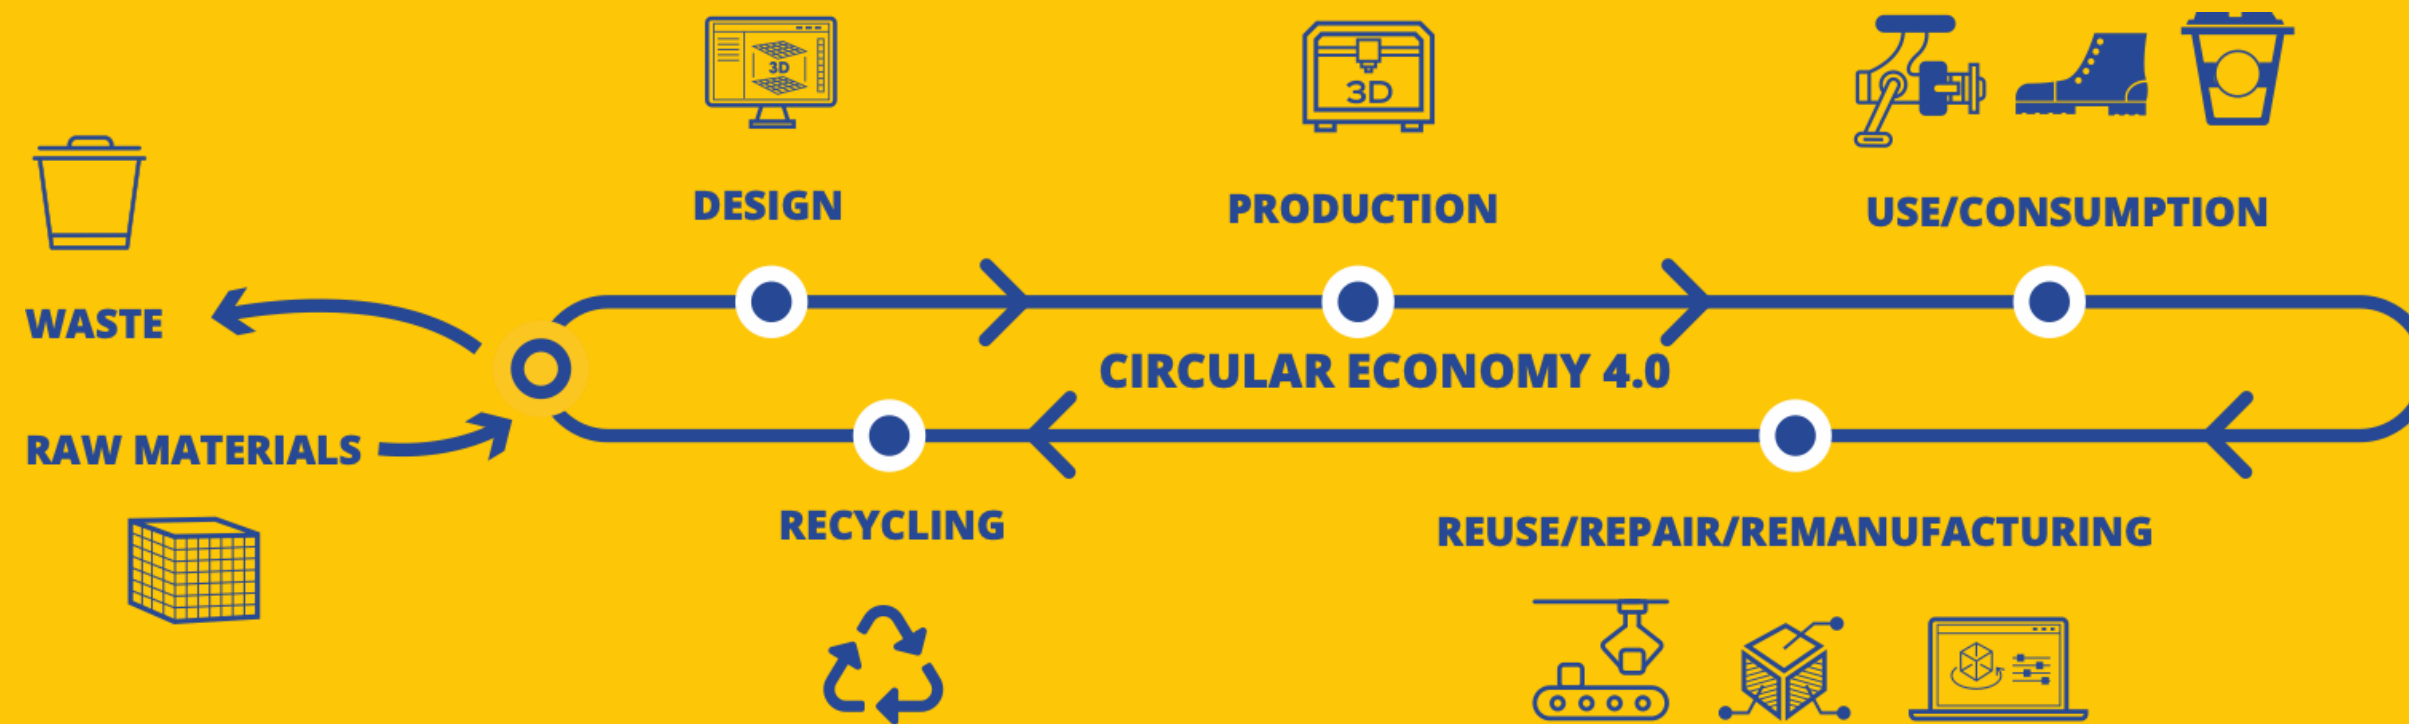 3D
3D
DESIGN
PRODUCTION
USE/CONSUMPTION
WASTE
CIRCULAR ECONOMY 4.0
RAW MATERIALS
RECYCLING
REUSE/REPAIR/REMANUFACTURING